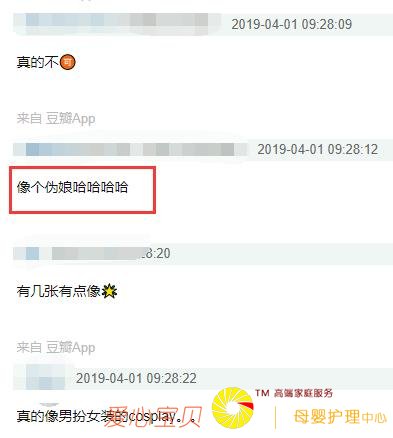 2019-04-01 09:28:09
真的不可
来自 豆瓣App
2019-04-01 09:28:12
像个伪娘哈哈哈哈
:28:20
有几张有点像
来自 豆瓣App
2019-04-01 09:28:22
真的像男扮女装的cosplay。。
爱心宝贝
TM 高端家庭服务
母婴护理中心